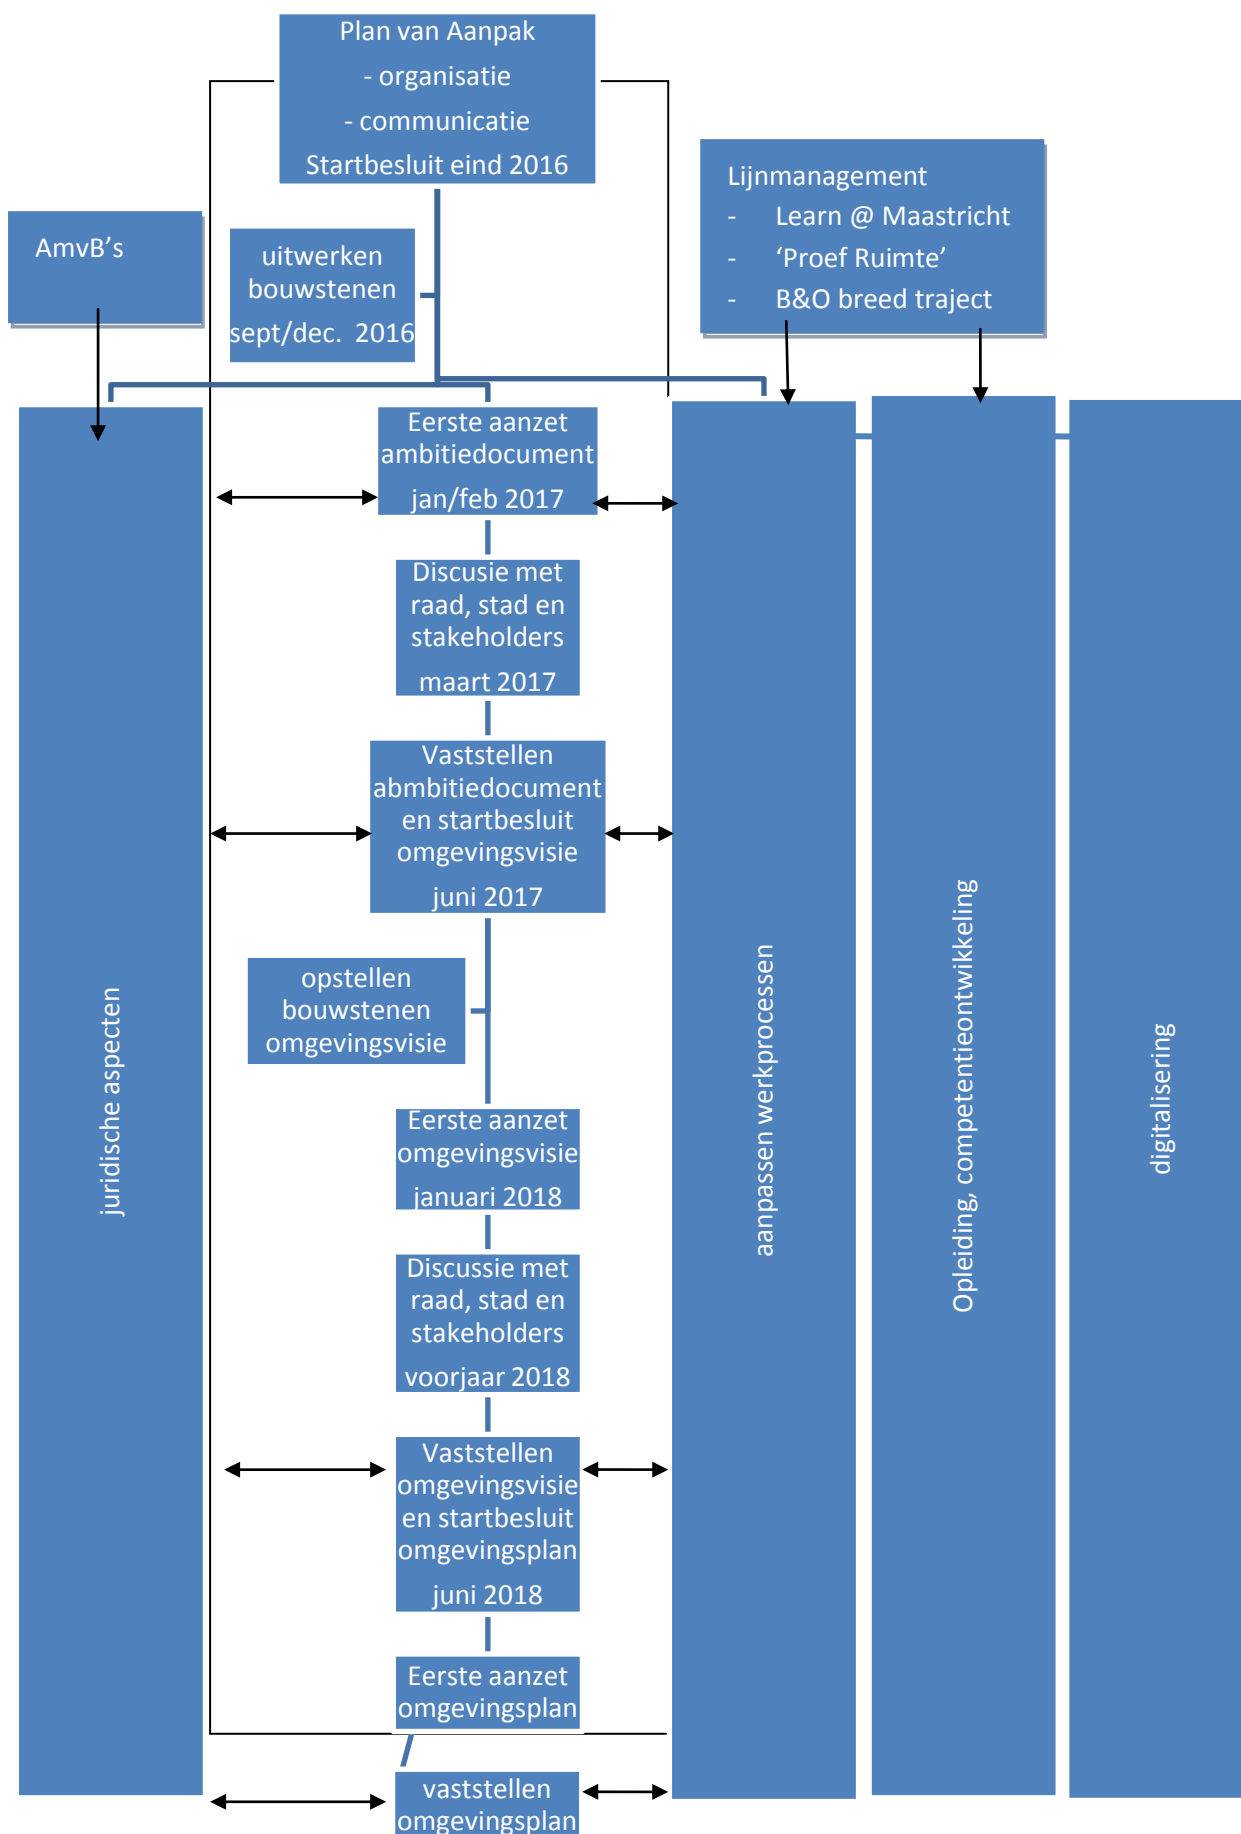 Plan van Aanpak
- organisatie
- communicatie
Startbesluit eind 2016
Lijnmanagement
- Learn @ Maastricht
- ‘Proef Ruimte’
- B&O breed traject
AmvB’s
uitwerken
bouwstenen
sept/dec. 2016
Eerste aanzet
ambitiedocument
jan/feb 2017
Discusie met
raad, stad en
stakeholders
maart 2017
Vaststellen
abmbitiedocument
en startbesluit
omgevingsvisie
juni 2017
opstellen
bouwstenen
omgevingsvisie
Eerste aanzet
omgevingsvisie
januari 2018
Discussie met
raad, stad en
stakeholders
voorjaar 2018
Vaststellen
omgevingsvisie
en startbesluit
omgevingsplan
juni 2018
Eerste aanzet
omgevingsplan
vaststellen
omgevingsplan
juridische aspecten
aanpassen werkprocessen
Opleiding, competentieontwikkeling
digitalisering